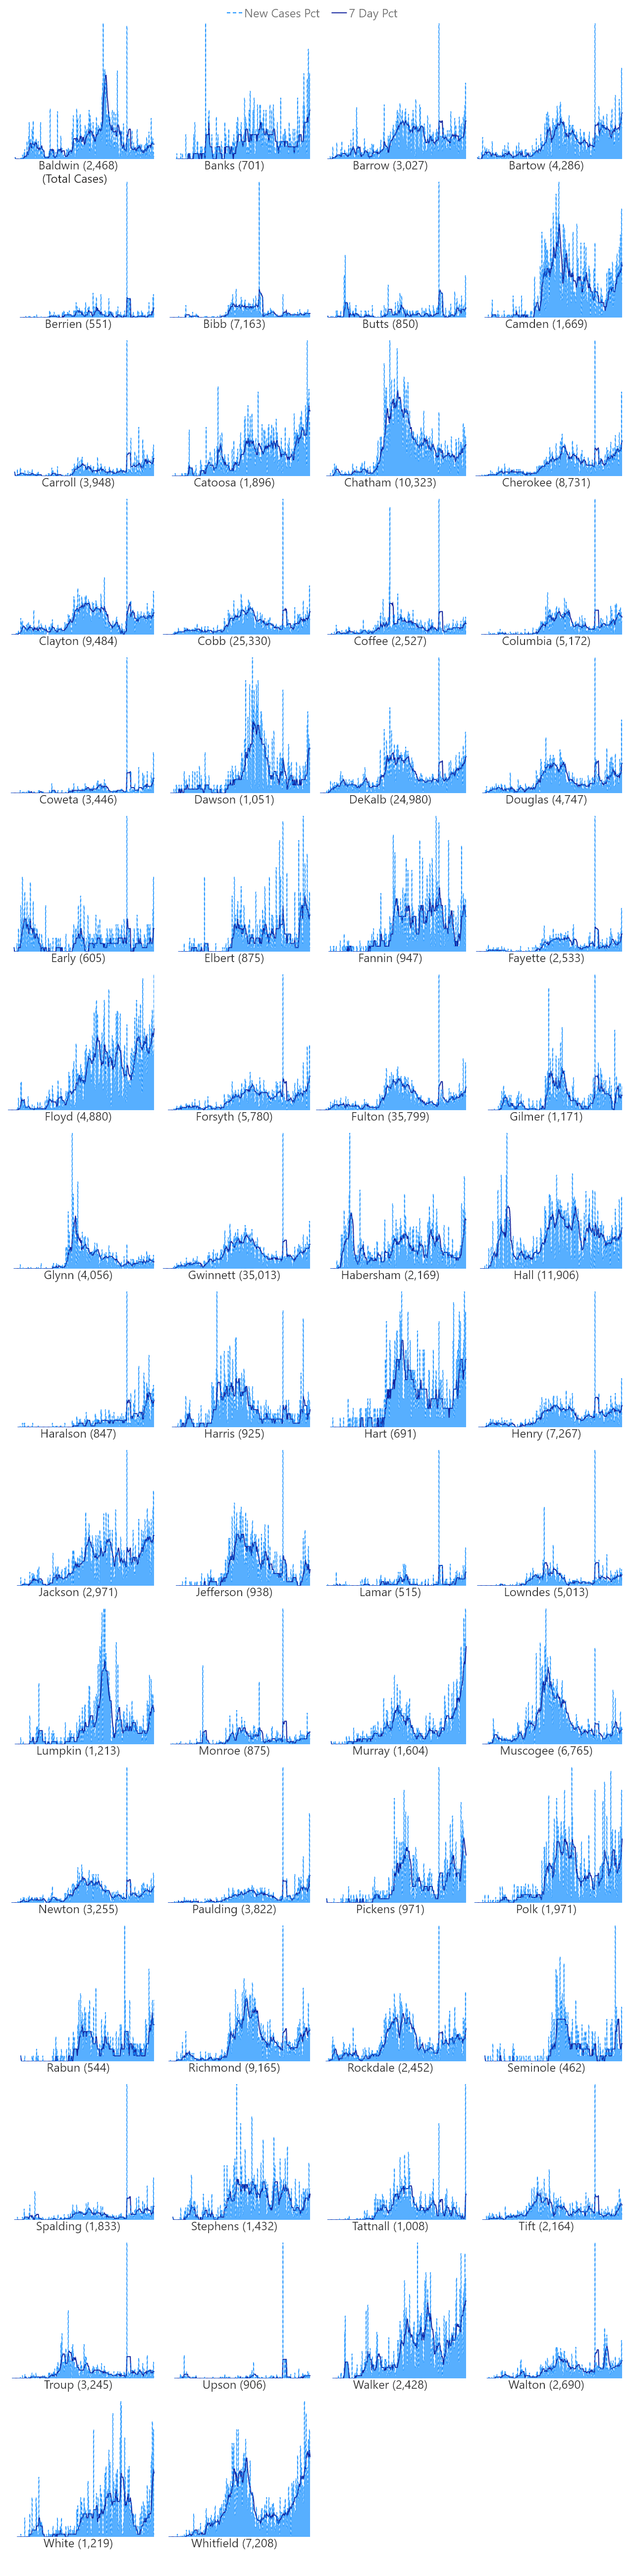 New Cases Pct 7 Day Pct
Baldwin (2,468) Banks (701) Barrow (3,027) Bartow (4,286)
(Total Cases)
Berrien (551) Bibb (7,163) Butts (850) Camden (1,669)
Carroll (3,948) Catoosa (1,896) Chatham (10,323) Cherokee (8,731)
Clayton (9,484) Cobb (25,330) Coffee (2,527) Columbia (5,172)
Coweta (3,446) Dawson (1,051) DeKalb (24,980) Douglas (4,747)
Early (605) Elbert (875) Fannin (947) Fayette (2,533)
Floyd (4,880) Forsyth (5,780) Fulton (35,799) Gilmer (1,171)
Glynn (4,056) Gwinnett (35,013) Habersham (2,169) Hall (11,906)
Haralson (847) Harris (925) Hart (691) Henry (7,267)
Jackson (2,971) Jefferson (938) Lamar (515) Lowndes (5,013)
Lumpkin (1,213) Monroe (875) Murray (1,604) Muscogee (6,765)
Newton (3,255) Paulding (3,822) Pickens (971) Polk (1,971)
Rabun (544) Richmond (9,165) Rockdale (2,452) Seminole (462)
Spalding (1,833) Stephens (1,432) Tattnall (1,008) Tift (2,164)
Troup (3,245) Upson (906) Walker (2,428) Walton (2,690)
White (1,219) Whitfield (7,208)